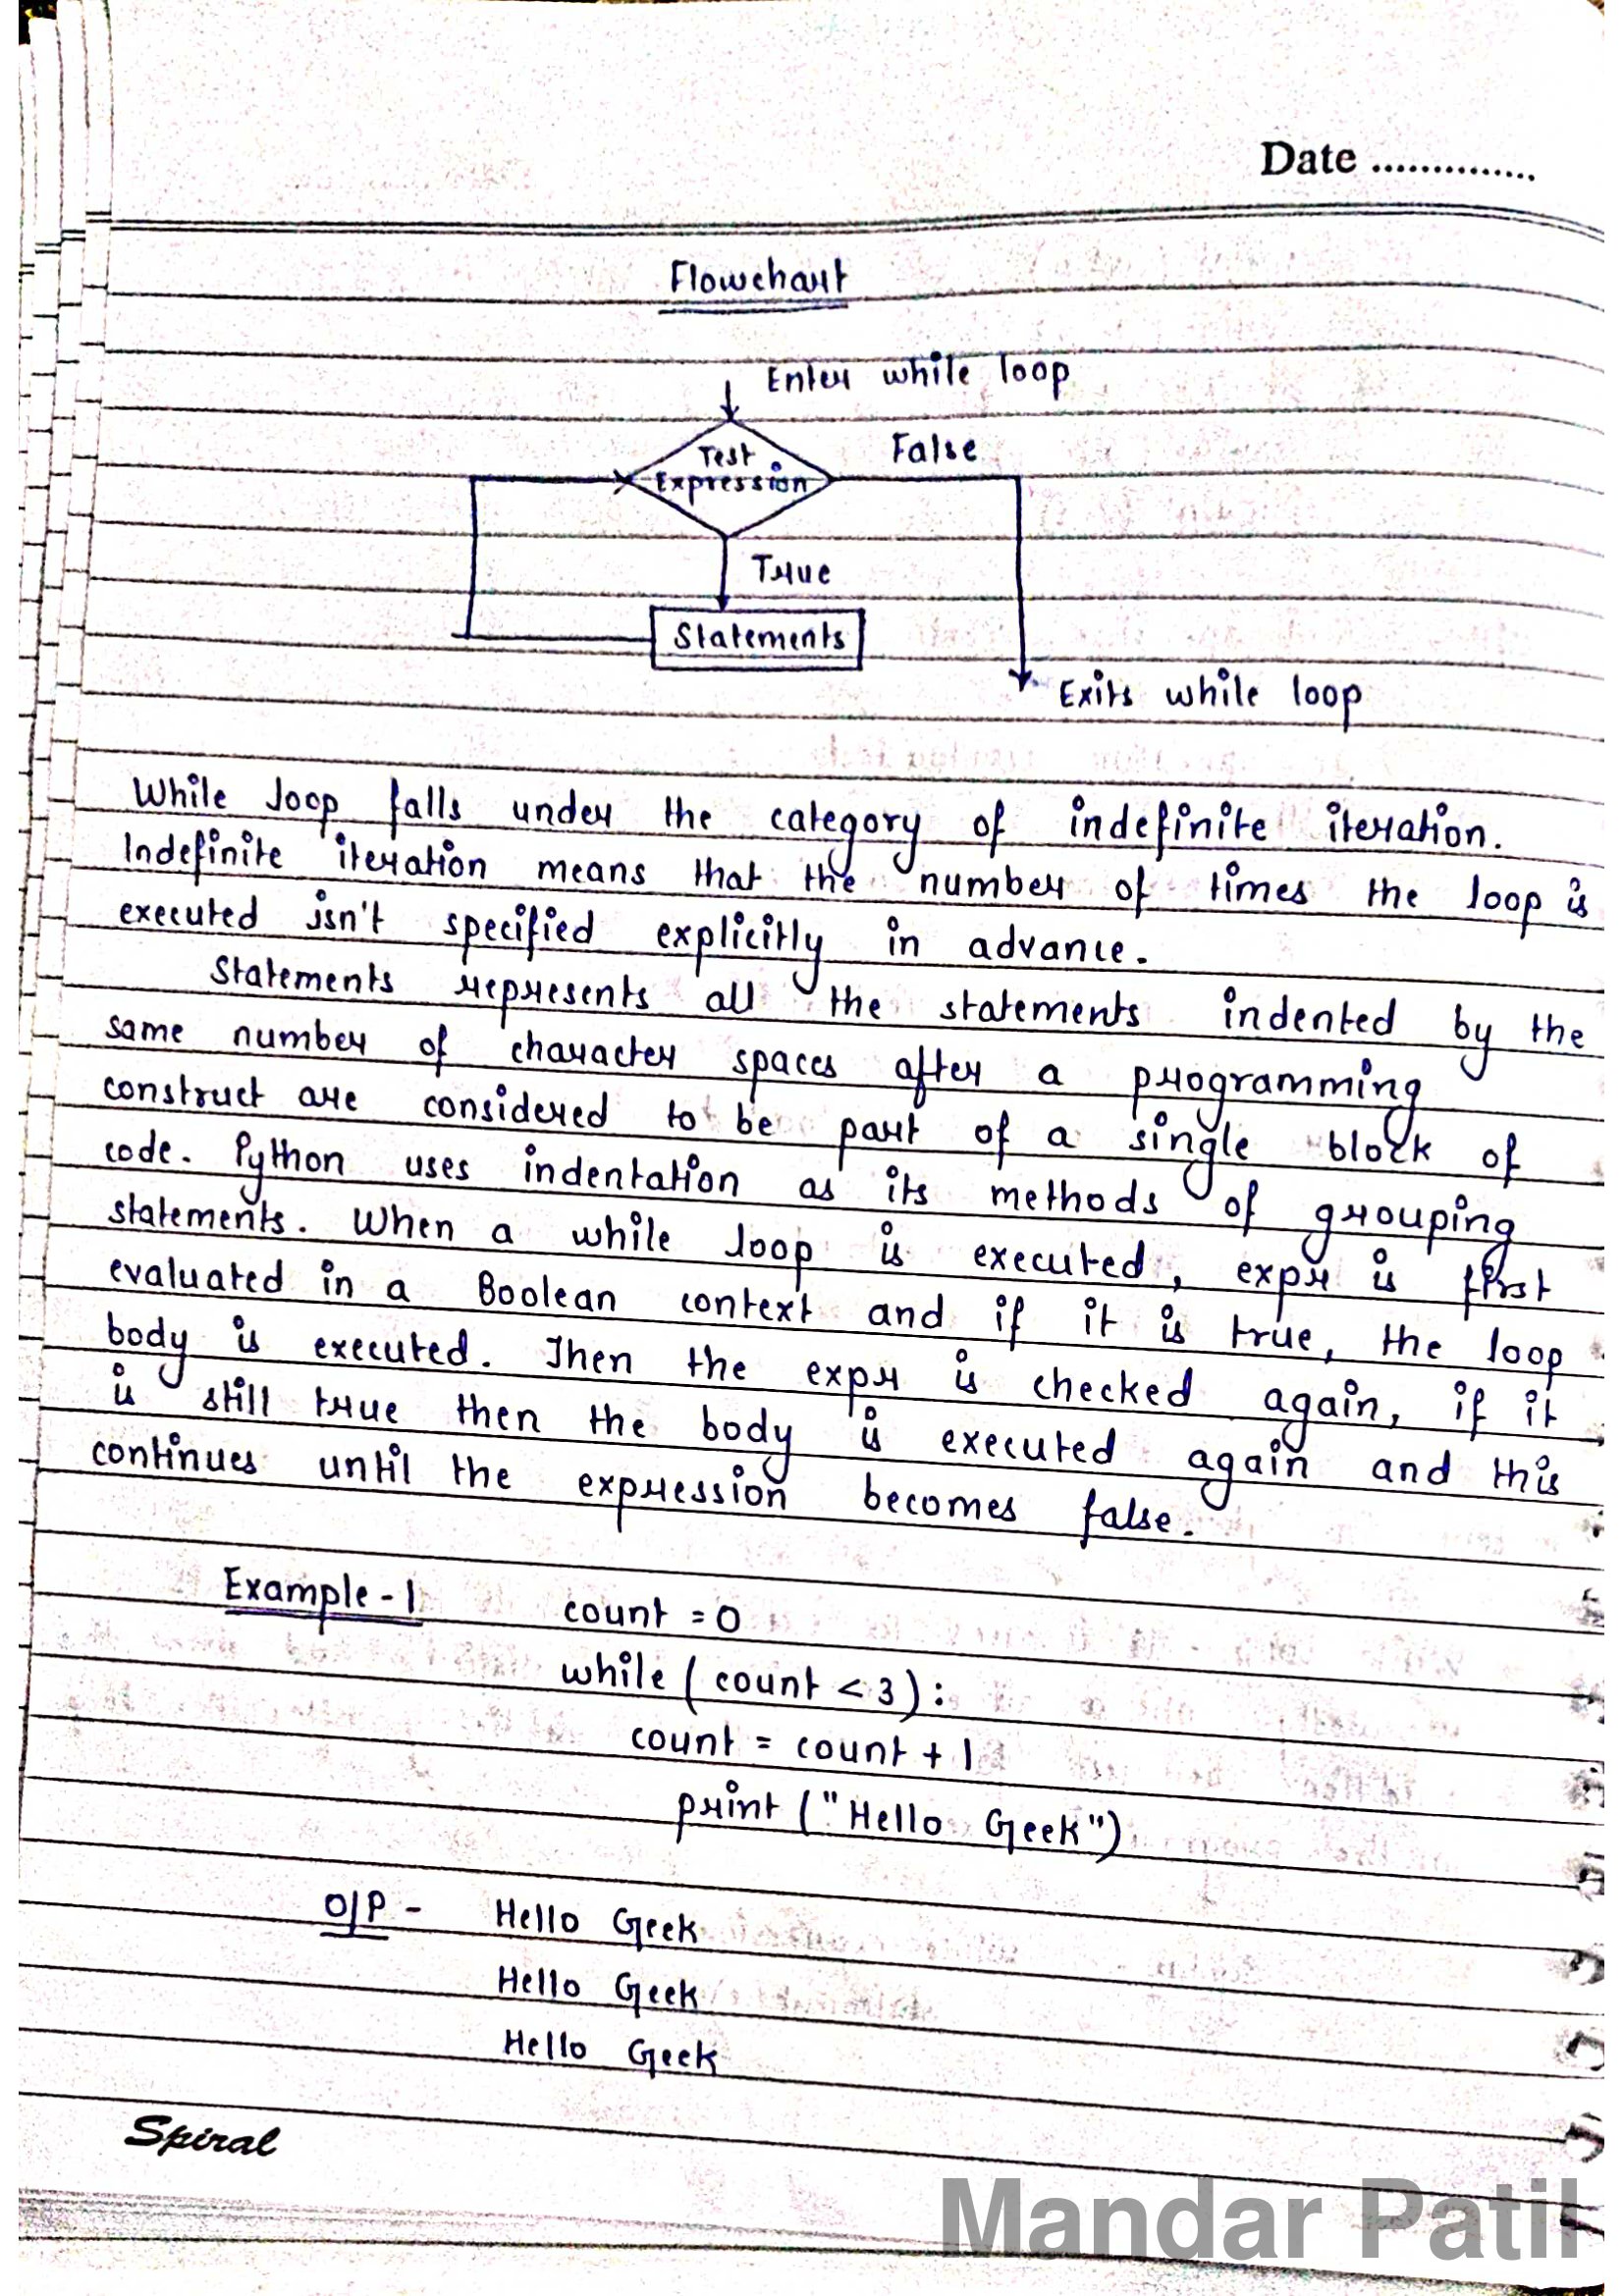 Date ...............
Flowchart
Enter while loop
Test
Expression
False
True
Statements
Exits while loop
While loop falls under the category of indefinite iteration.
Indefinite iteration means that the number of times the loop is
executed isn't specified explicitly in advance.
Statements represents all the statements indented by the
same number of character spaces after a programming
construct are considered to be part of a single block of
code. Python uses indentation as its methods of grouping
statements. When a while loop is executed, expr is first
evaluated in a Boolean context and if it is true, the loop
body is executed. Then the expr is checked again, if it
is still true then the body is executed again and this
continues until the expression becomes false.
Example - 1 count = 0
while ( count < 3 ) :
count = count + 1
print ("Hello Geek")
O/P - Hello Geek
Hello Geek
Hello Geek
Spiral
Mandar Patil